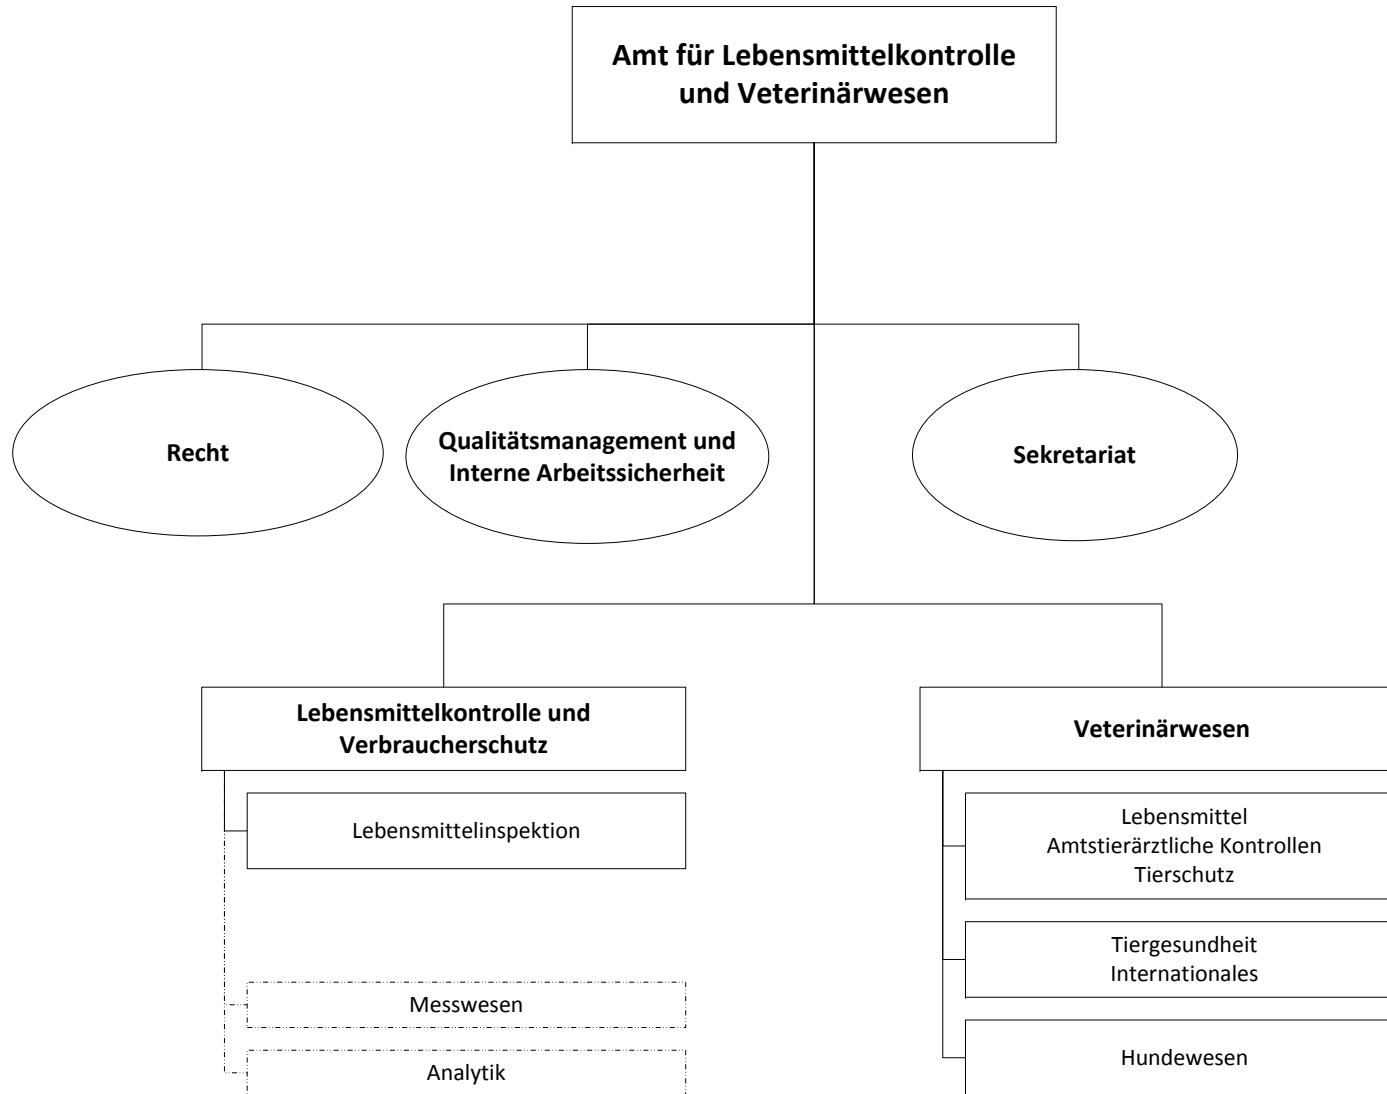 Amt für Lebensmittelkontrolle
und Veterinärwesen
Recht
Qualitätsmanagement und
Interne Arbeitssicherheit
Sekretariat
Lebensmittelkontrolle und
Verbraucherschutz
Lebensmittelinspektion
Messwesen
Analytik
Veterinärwesen
Lebensmittel
Amtstierärztliche Kontrollen
Tierschutz
Tiergesundheit
Internationales
Hundewesen